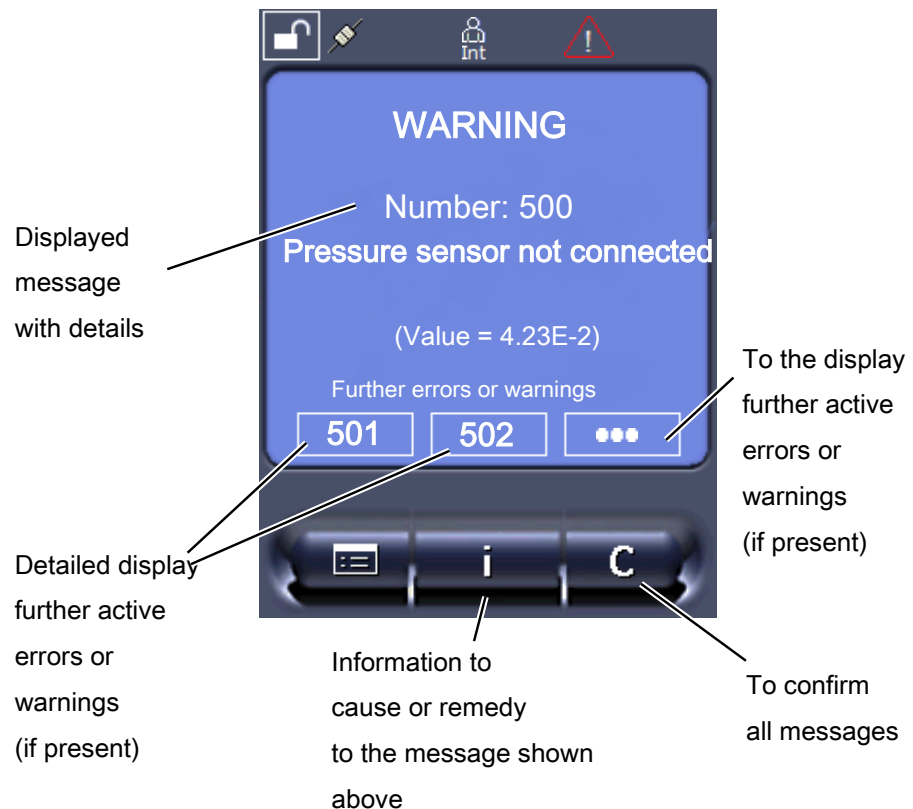 Int
!
WARNING
Number: 500
Pressure sensor not connected
(Value = 4.23E-2)
Further errors or warnings
501
502
i
C
Displayed
message
with details
Detailed display
further active
errors or
warnings
(if present)
To the display
further active
errors or
warnings
(if present)
Information to
cause or remedy
to the message shown
above
To confirm
all messages